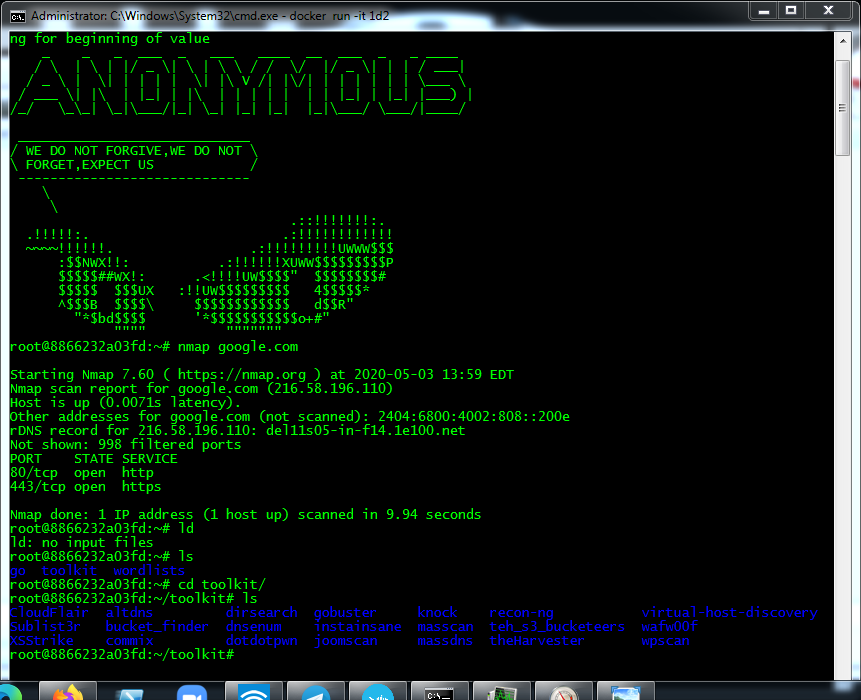 Administrator: C:\Windows\System32\cmd.exe - docker run -it 1d2
ng for beginning of value
ANONYMOUS
/ WE DO NOT FORGIVE,WE DO NOT \
\ FORGET,EXPECT US /
root@8866232a03fd:~# nmap google.com
Starting Nmap 7.60 ( https://nmap.org ) at 2020-05-03 13:59 EDT
Nmap scan report for google.com (216.58.196.110)
Host is up (0.0071s latency).
Other addresses for google.com (not scanned): 2404:6800:4002:808::200e
rDNS record for 216.58.196.110: del11s05-in-f14.1e100.net
Not shown: 998 filtered ports
PORT STATE SERVICE
80/tcp open http
443/tcp open https
Nmap done: 1 IP address (1 host up) scanned in 9.94 seconds
root@8866232a03fd:~# ld
ld: no input files
root@8866232a03fd:~# ls
go toolkit wordlists
root@8866232a03fd:~# cd toolkit/
root@8866232a03fd:~/toolkit# ls
CloudFlair altdns dirsearch gobuster knock recon-ng virtual-host-discovery
Sublist3r bucket_finder dnsenum instainsane masscan teh_s3_bucketeers wafw00f
XSStrike commix dotdotpwn joomscan massdns theHarvester wpscan
root@8866232a03fd:~/toolkit#